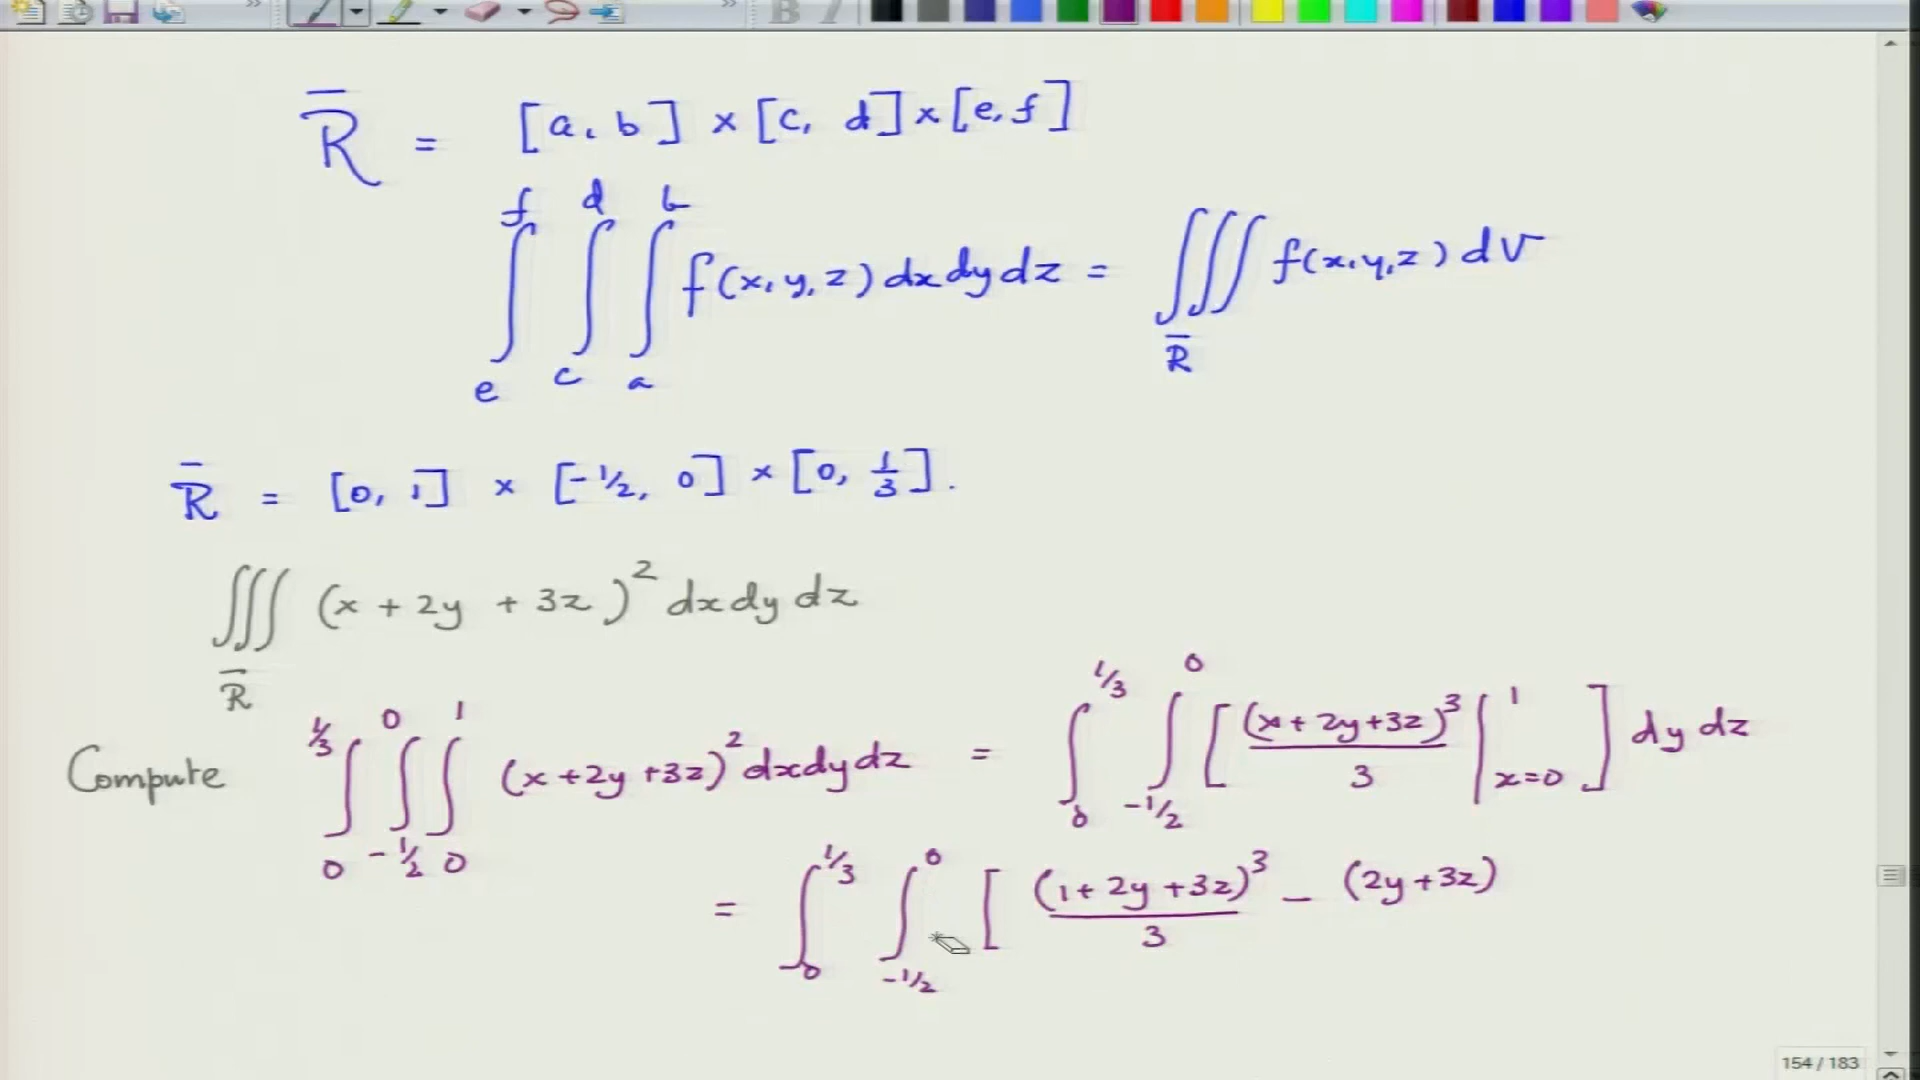 R̄ = [a, b] × [c, d] × [e, f]
∫_e^f ∫_c^d ∫_a^b f(x, y, z) dx dy dz = ∭_R̄ f(x, y, z) dV
R̄ = [0, 1] × [-1/2, 0] × [0, 1/3].
∭_R̄ (x + 2y + 3z)^2 dx dy dz
Compute ∫_0^{1/3} ∫_{-1/2}^0 ∫_0^1 (x + 2y + 3z)^2 dx dy dz = ∫_0^{1/3} ∫_{-1/2}^0 [ (x + 2y + 3z)^3 / 3 |_{x=0}^1 ] dy dz
= ∫_0^{1/3} ∫_{-1/2}^0 [ (1 + 2y + 3z)^3 / 3 - (2y + 3z)
154 / 183